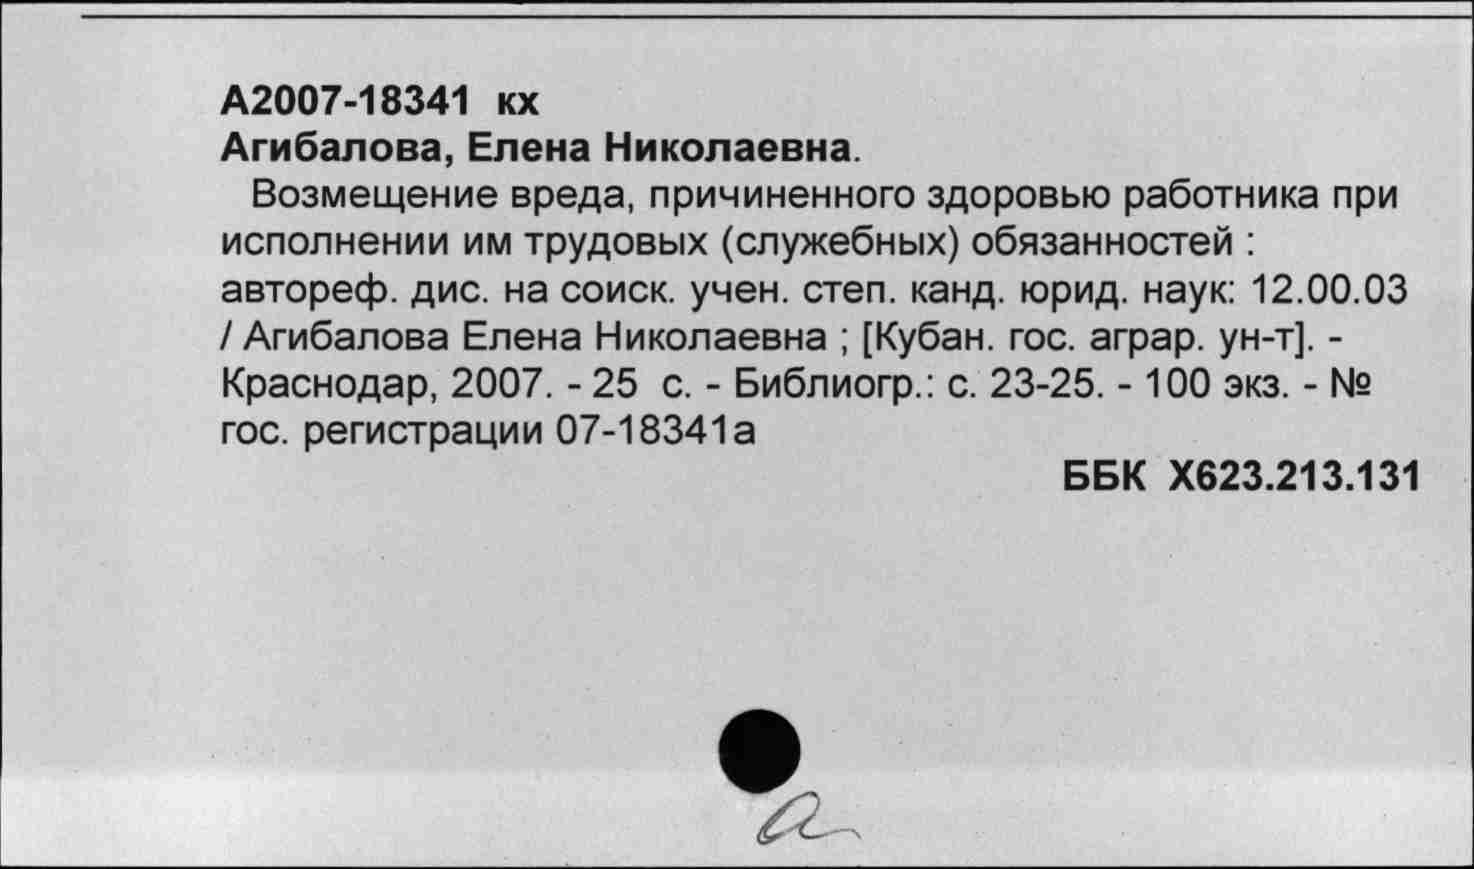 А2007-18341 кх
Агибалова, Елена Николаевна.
Возмещение вреда, причиненного здоровью работника при
исполнении им трудовых (служебных) обязанностей :
автореф. дис. на соиск. учен. степ. канд. юрид. наук: 12.00.03
/ Агибалова Елена Николаевна ; [Кубан. гос. аграр. ун-т]. -
Краснодар, 2007. - 25 с. - Библиогр.: с. 23-25. - 100 экз. - №
гос. регистрации 07-18341а
ББК Х623.213.131
а